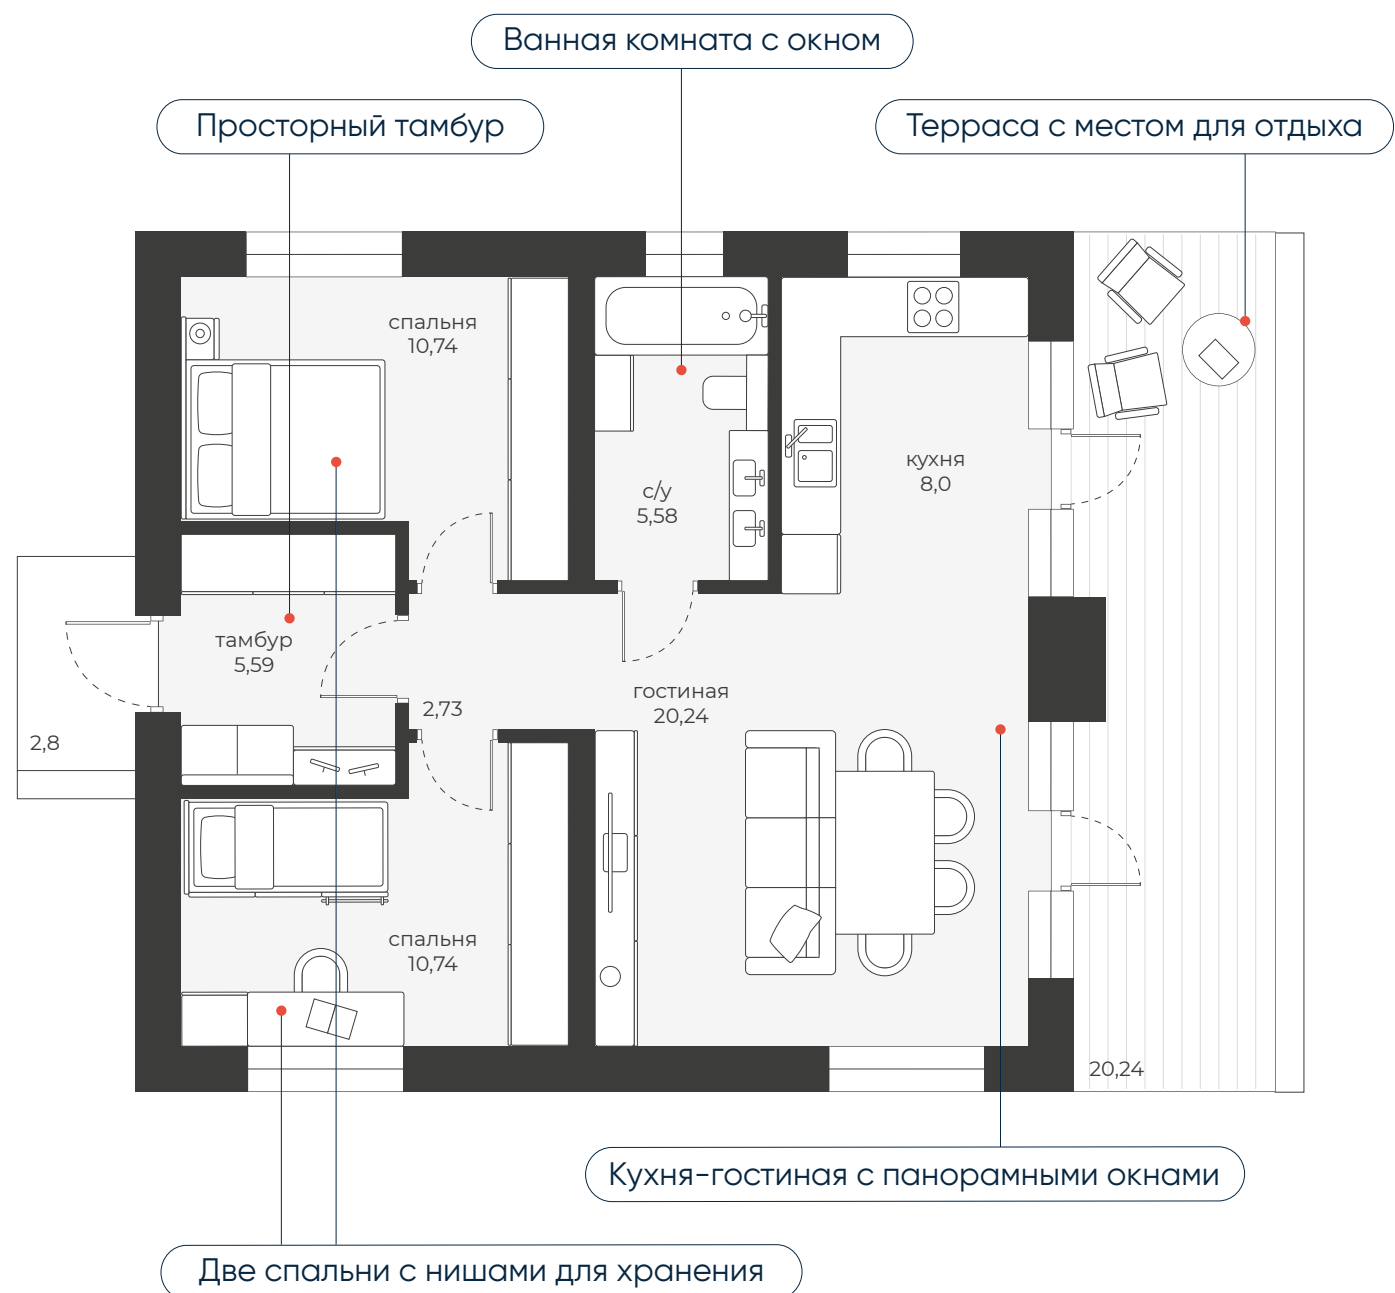 Ванная комната с окном
Просторный тамбур
Терраса с местом для отдыха
спальня
10,74
кухня
8,0
с/у
5,58
тамбур
5,59
гостиная
20,24
2,73
2,8
спальня
10,74
20,24
Кухня-гостиная с панорамными окнами
Две спальни с нишами для хранения